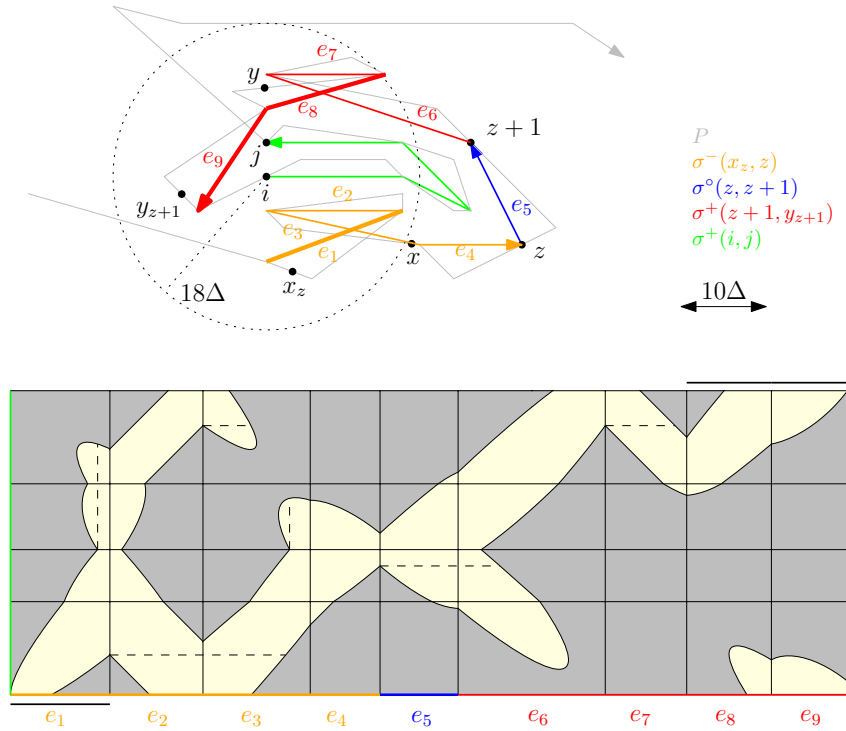 e₇
y
e₈
e₆
z + 1
P
j
e₉
σ⁻(x_z, z)
i
e₂
σ°(z, z + 1)
y_{z+1}
e₅
σ⁺(z + 1, y_{z+1})
e₃
σ⁺(i, j)
e₁
x
e₄
z
x_z
18Δ
10Δ
e₁ e₂ e₃ e₄ e₅ e₆ e₇ e₈ e₉